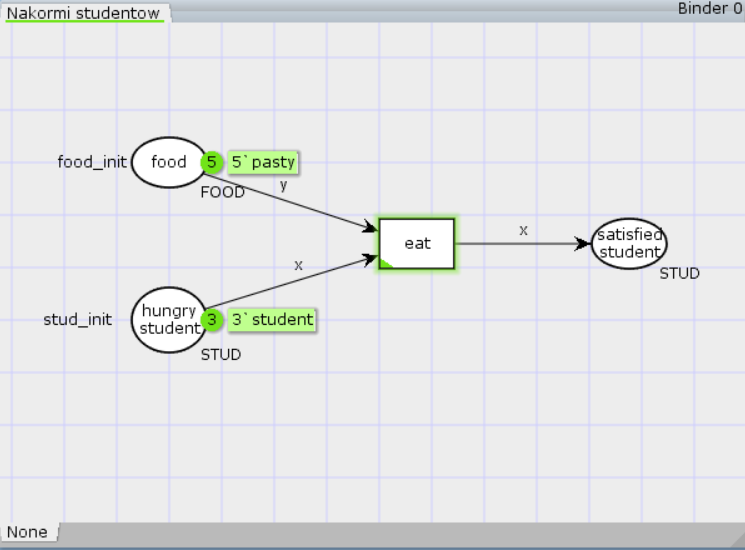 Nakormi studentow
Binder 0
food_init
food
5
5`pasty
FOOD
y
eat
x
satisfied
student
STUD
x
stud_init
hungry
student
3
3`student
STUD
None